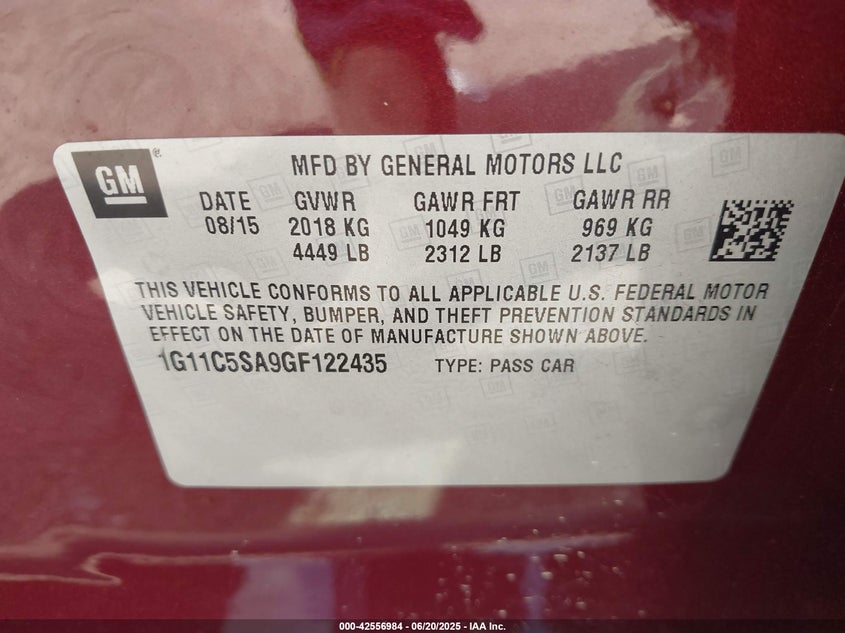 GM
MFD BY GENERAL MOTORS LLC
DATE GVWR GAWR FRT GAWR RR
08/15 2018 KG 1049 KG 969 KG
4449 LB 2312 LB 2137 LB
THIS VEHICLE CONFORMS TO ALL APPLICABLE U.S. FEDERAL MOTOR
VEHICLE SAFETY, BUMPER, AND THEFT PREVENTION STANDARDS IN
EFFECT ON THE DATE OF MANUFACTURE SHOWN ABOVE.
1G11C5SA9GF122435 TYPE: PASS CAR
000-42556984 - 06/20/2025 - IAA Inc.